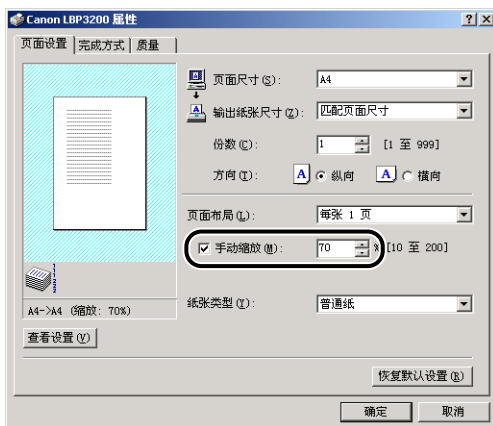 Canon LBP3200 属性
页面设置 完成方式 质量
页面尺寸(S): A4
输出纸张尺寸(Z): 匹配页面尺寸
份数(C): 1 [1 至 999]
方向(T): A 纵向 A 横向
页面布局(L): 每张 1 页
手动缩放(M): 70 % [10 至 200]
A4->A4 (缩放: 70%)
纸张类型(Y): 普通纸
查看设置(V)
恢复默认设置(R)
确定 取消